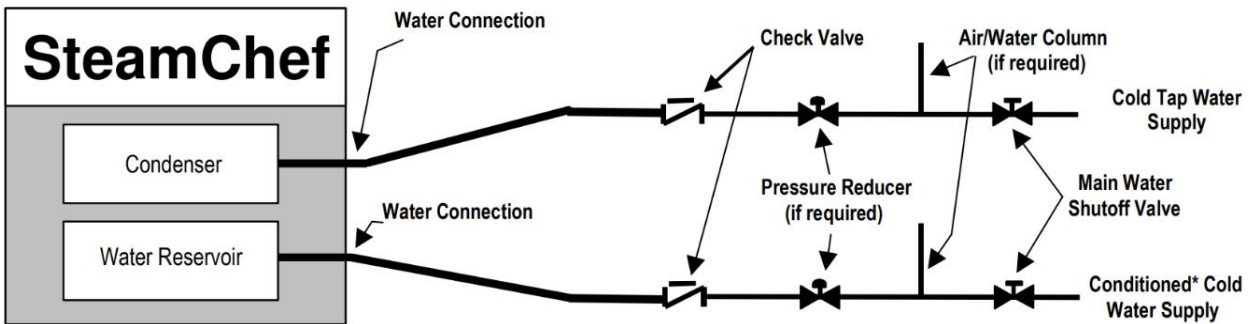 Water Connection
SteamChef
Check Valve
Air/Water Column
(if required)
Cold Tap Water
Supply
Condenser
Pressure Reducer
(if required)
Main Water
Shutoff Valve
Water Connection
Water Reservoir
Conditioned* Cold
Water Supply